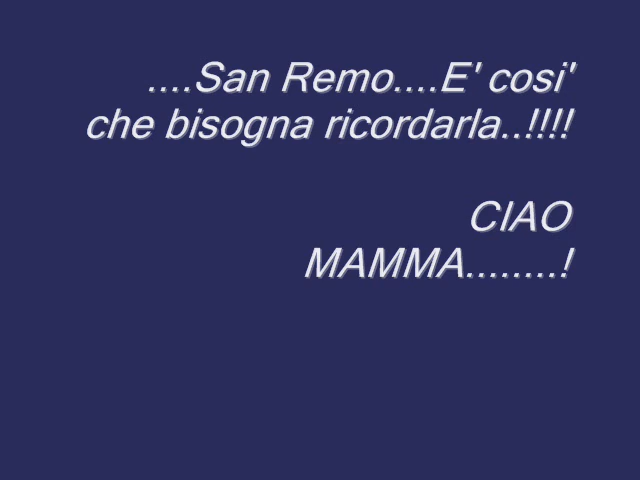 ....San Remo....E' cosi'
che bisogna ricordarla..!!!!
CIAO
MAMMA........!